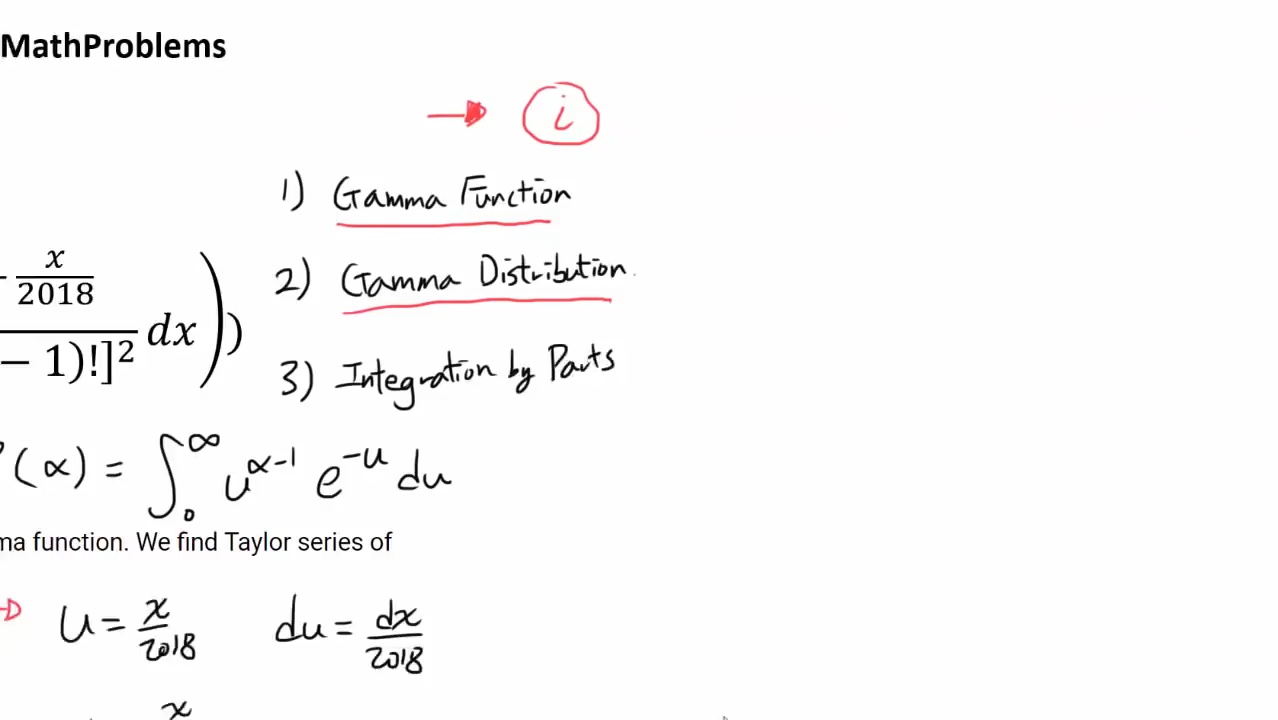 MathProblems
→ i
1) Gamma Function
2) Gamma Distribution
x
2018
− 1)!]² dx))
3) Integration by Parts
(α) = ∫₀^∞ u^(α-1) e^(-u) du
ma function. We find Taylor series of
u = x/2018 du = dx/2018
x